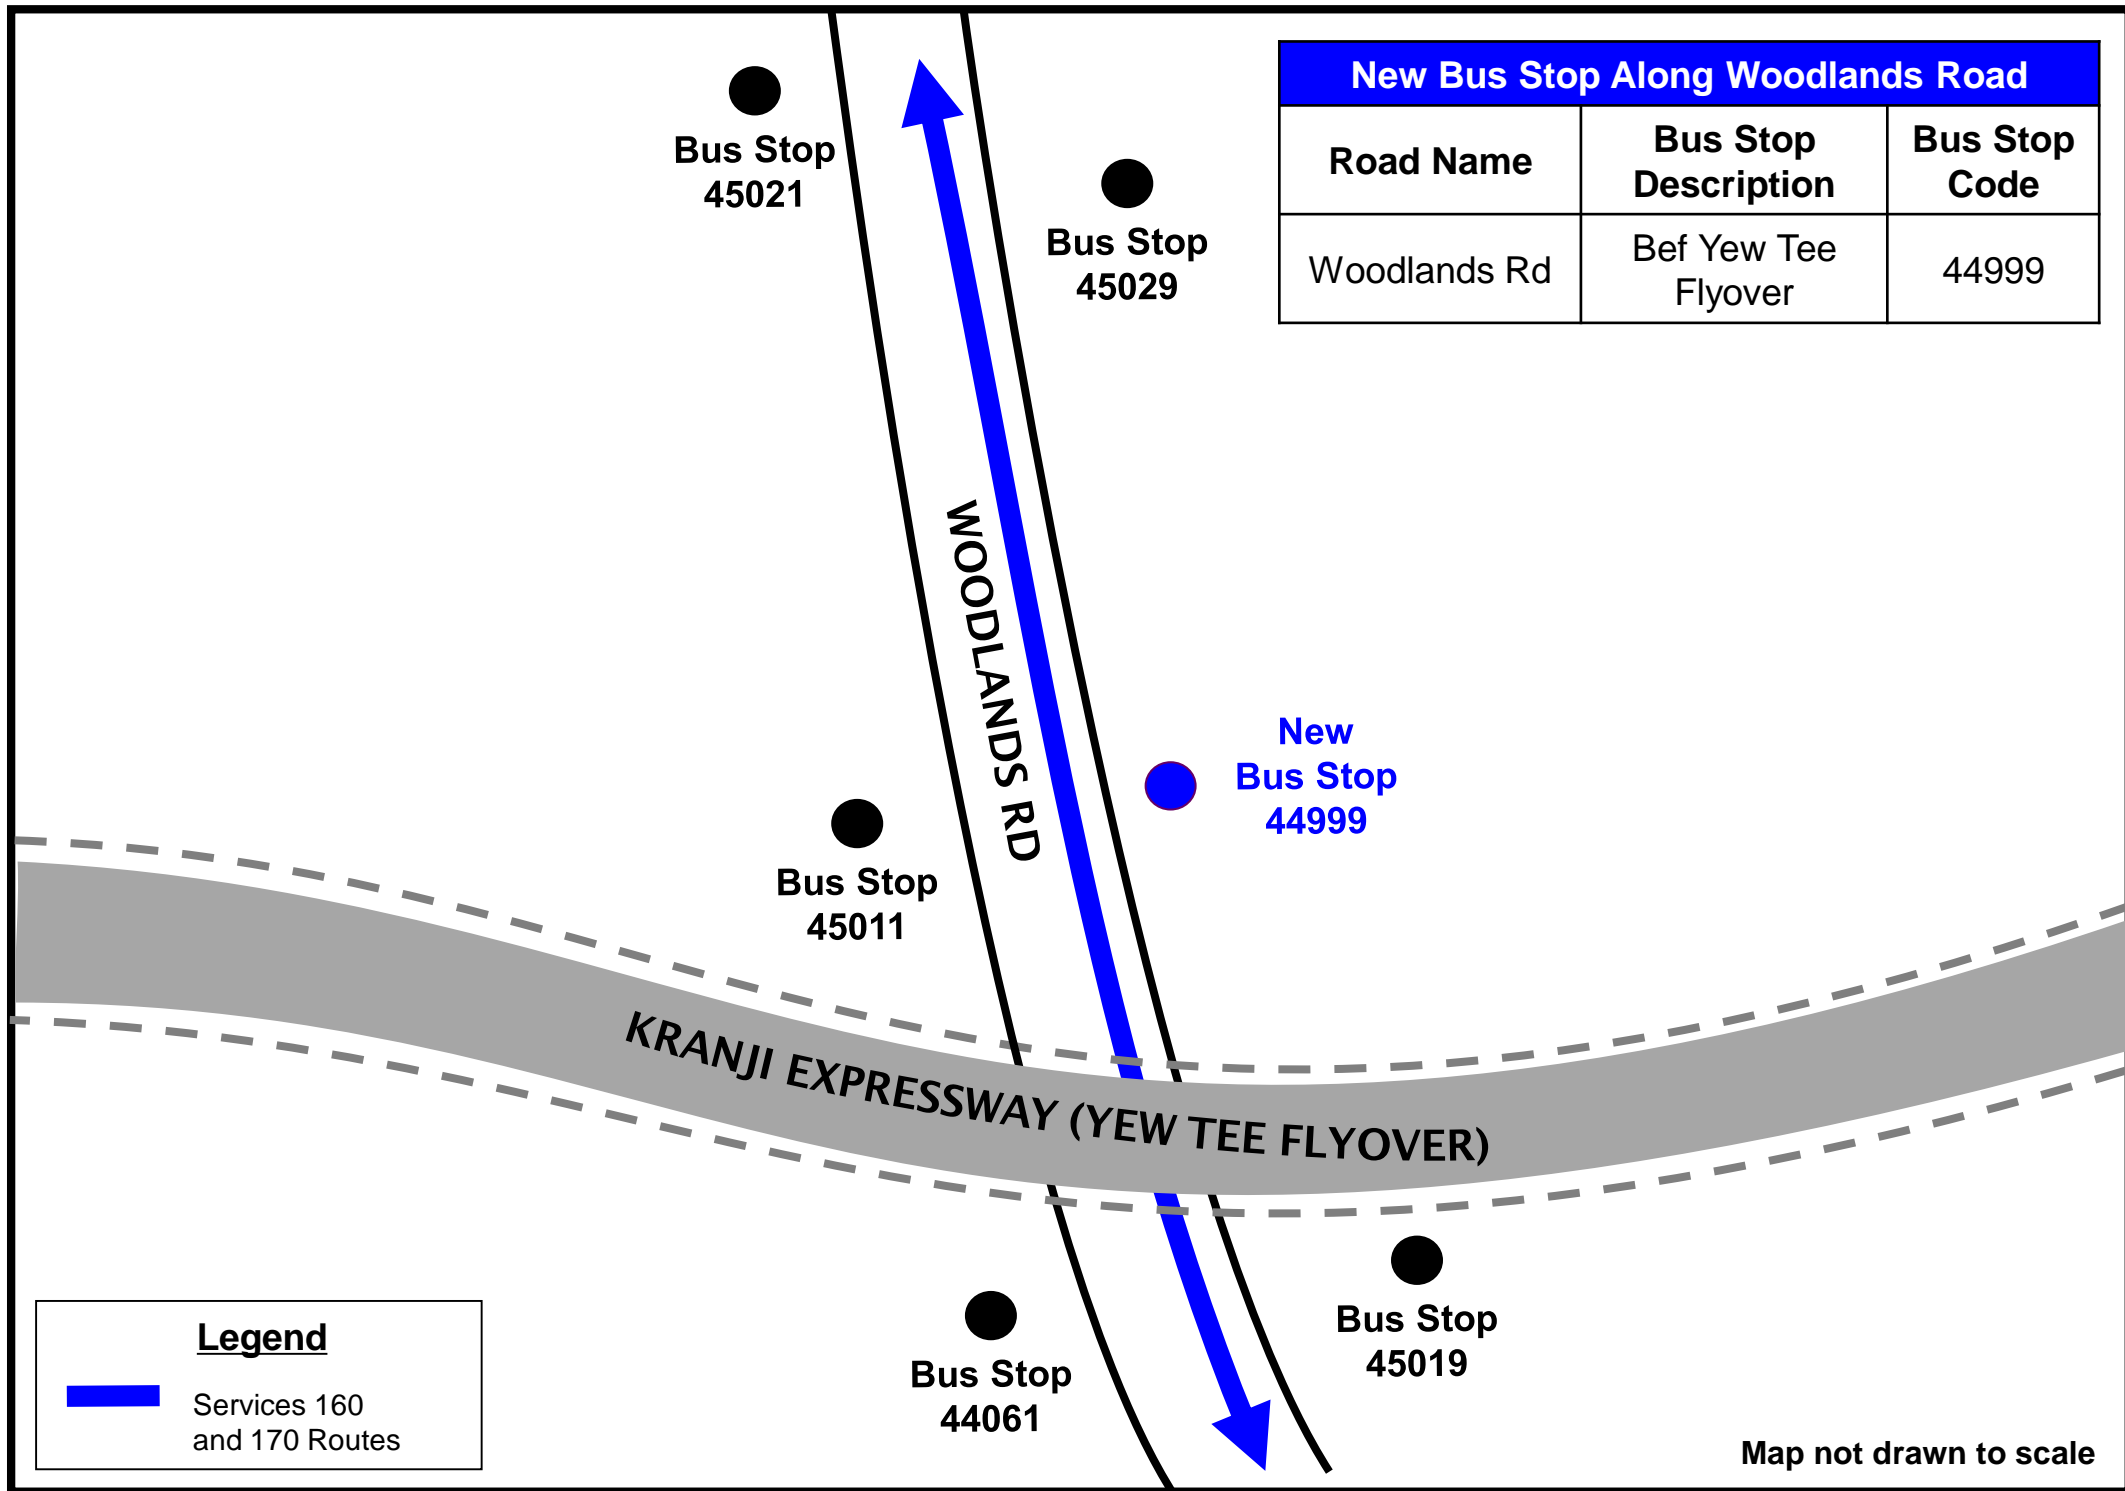 New Bus Stop Along Woodlands Road
Road Name
Bus Stop
Description
Bus Stop
Code
Woodlands Rd
Bef Yew Tee
Flyover
44999
Bus Stop
45021
Bus Stop
45029
WOODLANDS RD
New
Bus Stop
44999
Bus Stop
45011
KRANJI EXPRESSWAY (YEW TEE FLYOVER)
Bus Stop
45019
Bus Stop
44061
Legend
Services 160
and 170 Routes
Map not drawn to scale